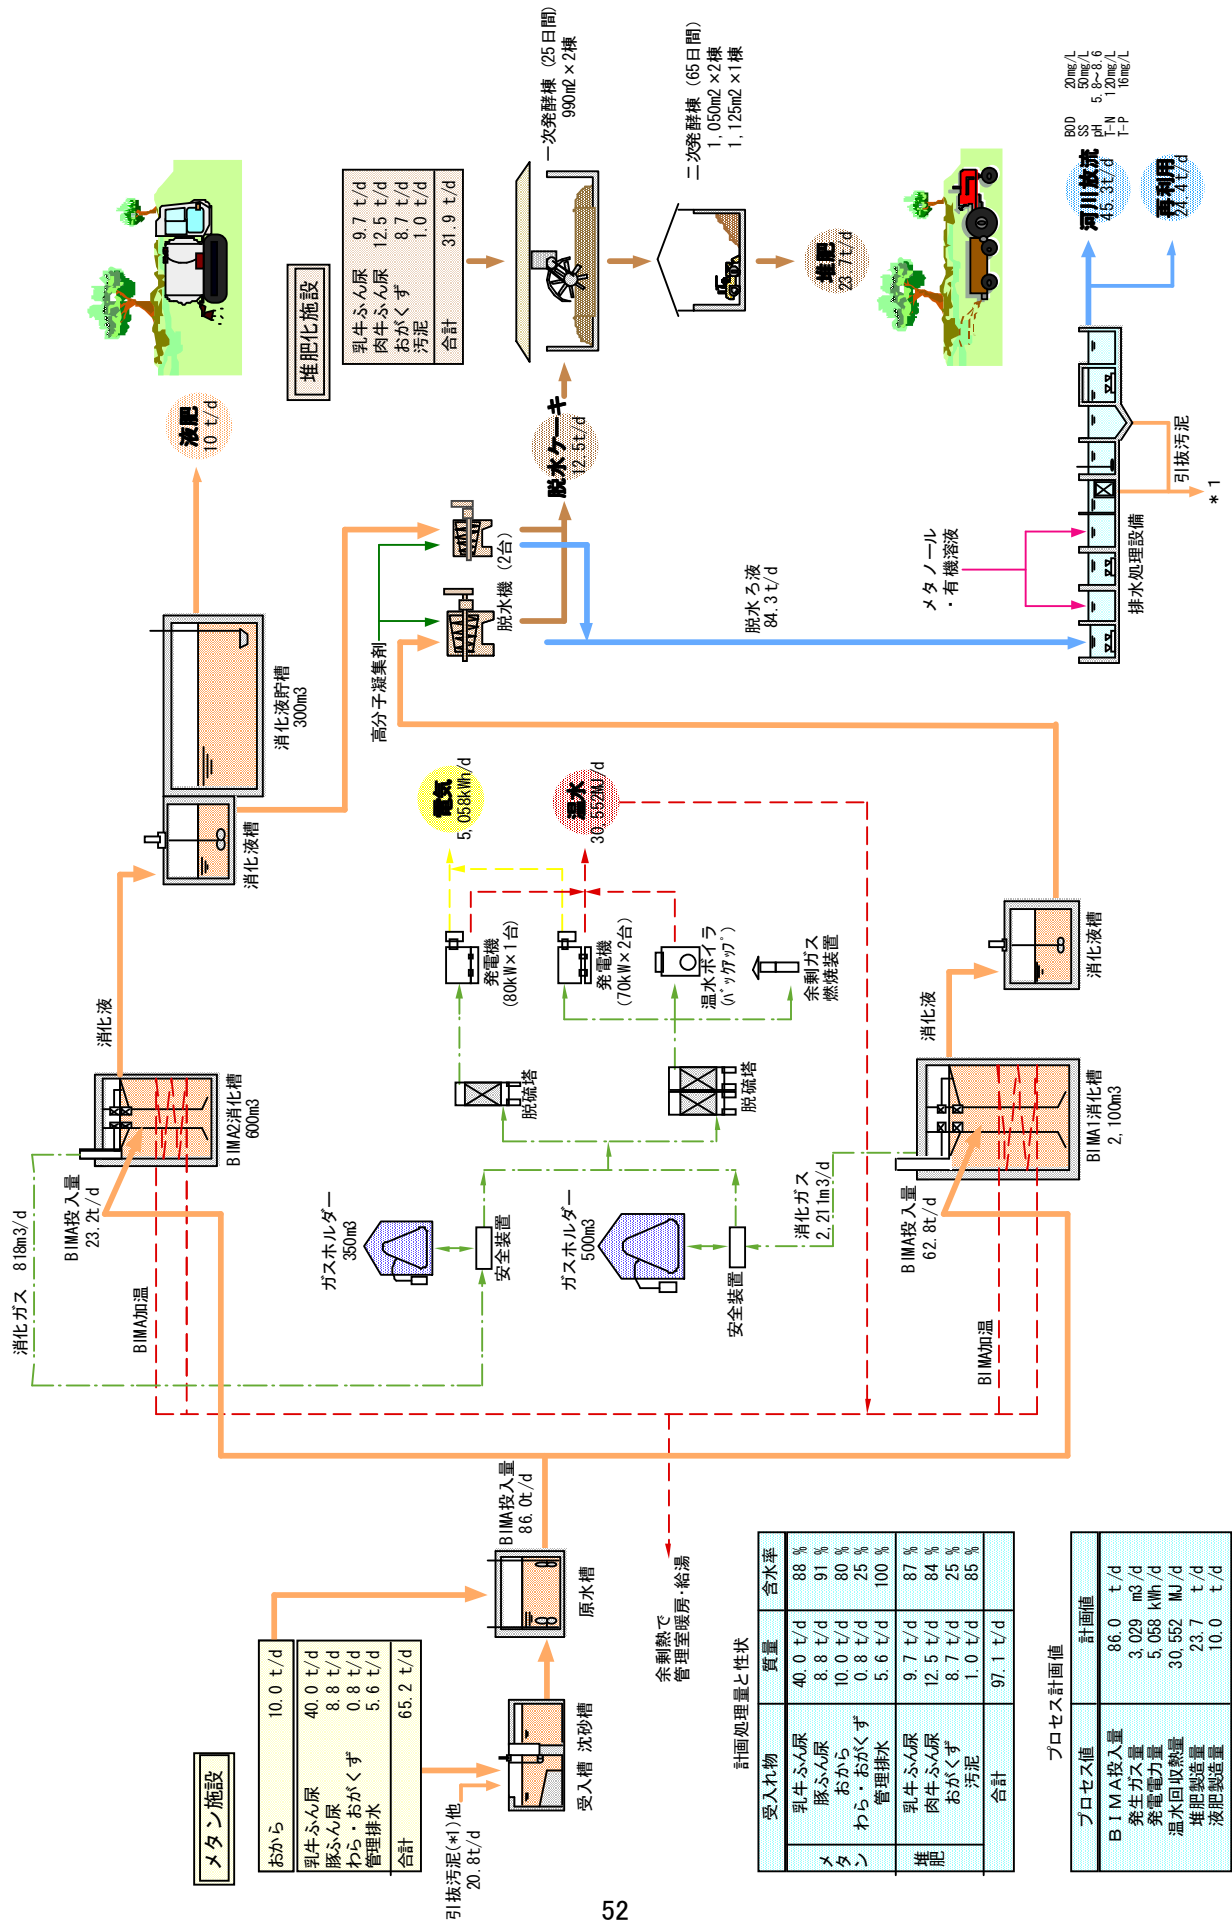 メタン施設
おから 10.0 t/d
乳牛ふん尿 40.0 t/d
豚ふん尿 8.8 t/d
わら・おがくず 0.8 t/d
管理排水 5.6 t/d
合計 65.2 t/d
引抜汚泥(*1)他
20.8t/d
受入槽 沈砂槽
原水槽
BIMA投入量
86.0t/d
消化ガス 818m3/d
BIMA投入量
23.2t/d
BIMA加温
BIMA2消化槽
600m3
消化液
消化液槽
消化液貯槽
300m3
液肥
10 t/d
ガスホルダー
350m3
安全装置
ガスホルダー
500m3
安全装置
消化ガス
2,211m3/d
脱硫塔
脱硫塔
発電機
(80kW×1台)
発電機
(70kW×2台)
温水ボイラ
(バックアップ)
余剰ガス
燃焼装置
電気
5,058kWh/d
温水
30,552MJ/d
BIMA投入量
62.8t/d
BIMA加温
BIMA1消化槽
2,100m3
消化液
消化液槽
余剰熱で
管理室暖房・給湯
高分子凝集剤
脱水機 (2台)
脱水ケーキ
12.5t/d
脱水ろ液
84.3t/d
堆肥化施設
乳牛ふん尿 9.7 t/d
肉牛ふん尿 12.5 t/d
おがくず 8.7 t/d
汚泥 1.0 t/d
合計 31.9 t/d
一次発酵棟 (25日間)
990m2×2棟
二次発酵棟 (65日間)
1,050m2×2棟
1,125m2×1棟
堆肥
23.7t/d
メタノール
・有機溶液
排水処理設備
引抜汚泥
*1
河川放流
45.3t/d
再利用
24.4t/d
BOD 20mg/L
SS 50mg/L
pH 5.8~8.6
T-N 120mg/L
T-P 16mg/L
計画処理量と性状
受入れ物 質量 含水率
メタン
乳牛ふん尿 40.0 t/d 88 %
豚ふん尿 8.8 t/d 91 %
おから 10.0 t/d 80 %
わら・おがくず 0.8 t/d 25 %
管理排水 5.6 t/d 100 %
堆肥
乳牛ふん尿 9.7 t/d 87 %
肉牛ふん尿 12.5 t/d 84 %
おがくず 8.7 t/d 25 %
汚泥 1.0 t/d 85 %
合計 97.1 t/d
プロセス計画値
プロセス値 計画値
BIMA投入量 86.0 t/d
発生ガス量 3,029 m3/d
発電電力量 5,058 kWh/d
温水回収熱量 30,552 MJ/d
堆肥製造量 23.7 t/d
液肥製造量 10.0 t/d
52